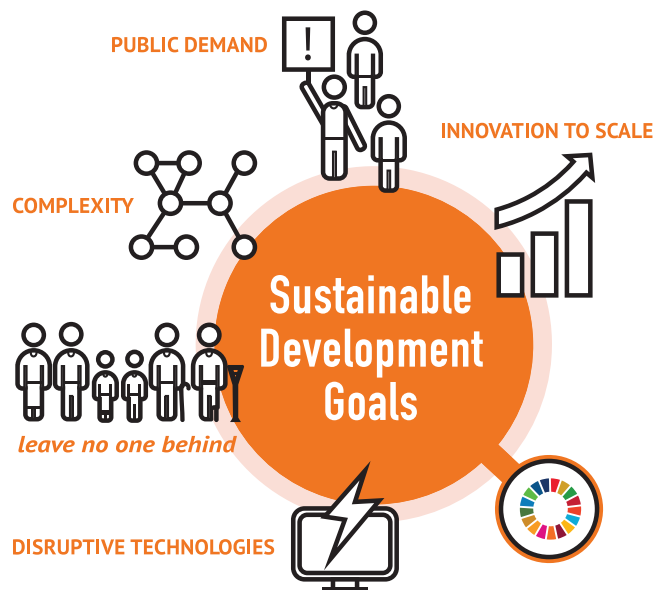 PUBLIC DEMAND
!
INNOVATION TO SCALE
COMPLEXITY
Sustainable
Development
Goals
leave no one behind
DISRUPTIVE TECHNOLOGIES